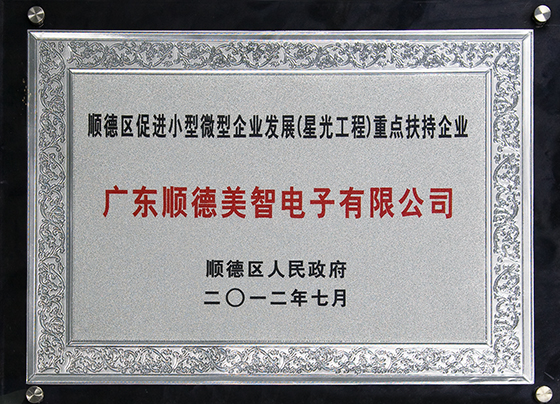 顺德区促进小型微型企业发展(星光工程)重点扶持企业
广东顺德美智电子有限公司
顺德区人民政府
二〇一二年七月